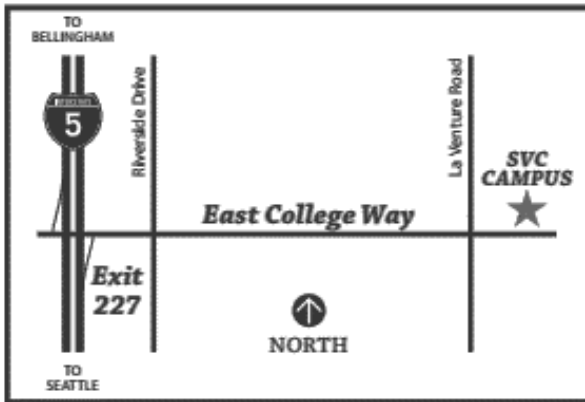 TO
BELLINGHAM
5
Riverside Drive
La Venture Road
SVC
CAMPUS
East College Way
Exit
227
NORTH
TO
SEATTLE